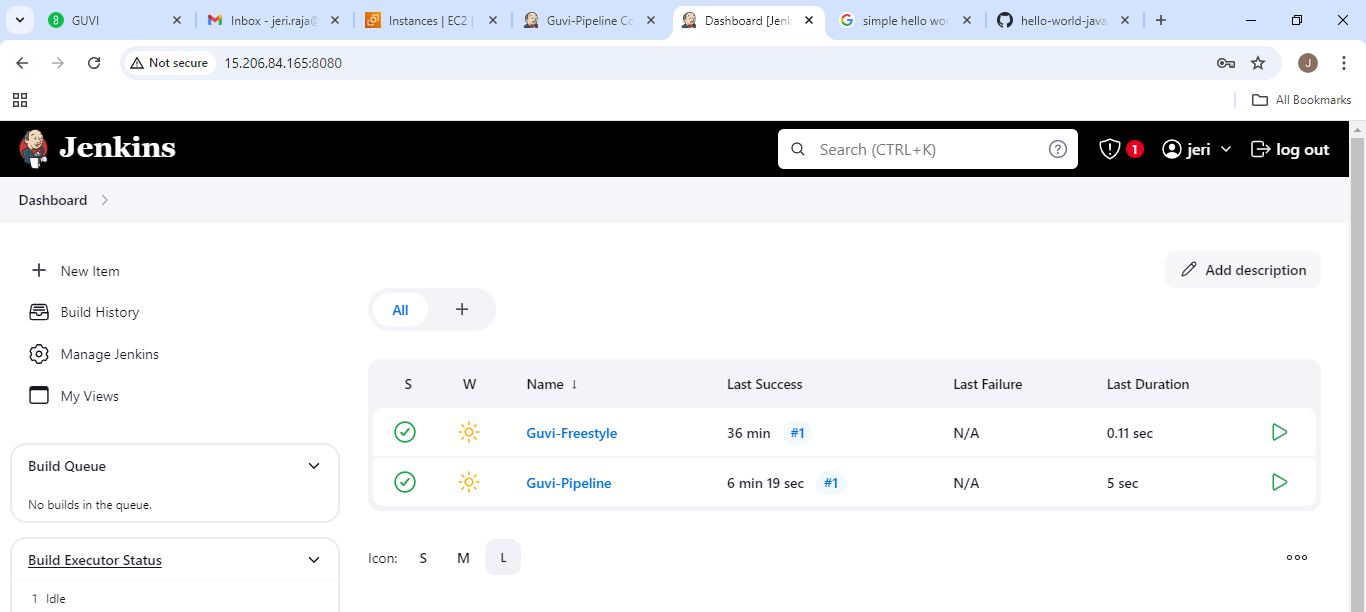 GUVI
Inbox - jeri.raja@
Instances | EC2 |
Guvi-Pipeline Co
Dashboard [Jenk
simple hello wor
hello-world-java
Not secure
15.206.84.165:8080
J
All Bookmarks
Jenkins
Search (CTRL+K)
?
1
jeri
log out
Dashboard
New Item
Build History
Manage Jenkins
My Views
Add description
All
+
S W Name ↓ Last Success Last Failure Last Duration
Guvi-Freestyle 36 min #1 N/A 0.11 sec
Guvi-Pipeline 6 min 19 sec #1 N/A 5 sec
Icon: S M L
Build Queue
No builds in the queue.
Build Executor Status
1 Idle